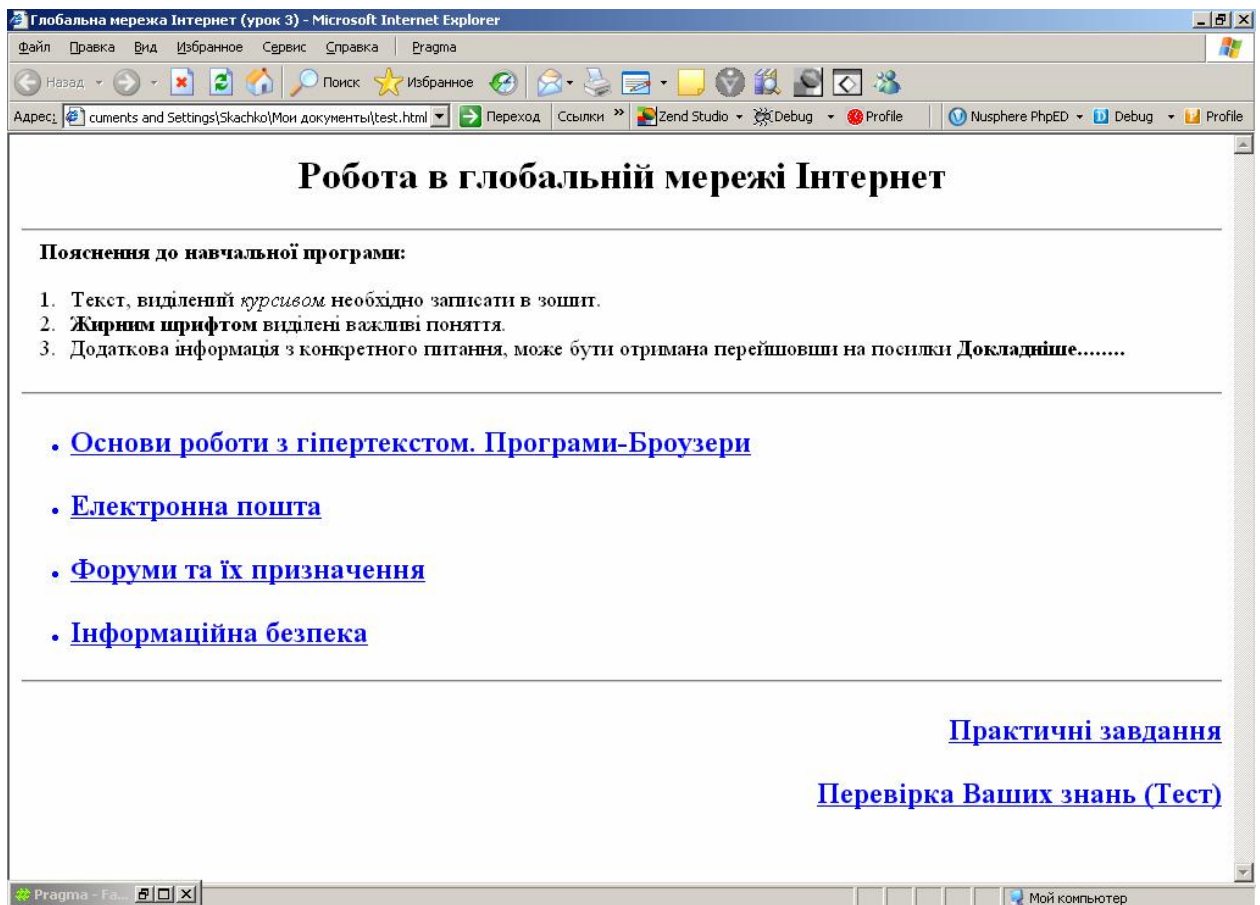 Глобальна мережа Інтернет (урок 3) - Microsoft Internet Explorer
Файл Правка Вид Избранное Сервис Справка Pragma
Назад Поиск Избранное
Адрес: cuments and Settings\Skachko\Мои документы\test.html Переход Ссылки » Zend Studio Debug Profile Nusphere PhpED Debug Profile
Робота в глобальній мережі Інтернет
Пояснення до навчальної програми:
1. Текст, виділений курсивом необхідно записати в зошит.
2. Жирним шрифтом виділені важливі поняття.
3. Додаткова інформація з конкретного питання, може бути отримана перейшовши на посилки Докладніше........
• Основи роботи з гіпертекстом. Програми-Броузери
• Електронна пошта
• Форуми та їх призначення
• Інформаційна безпека
Практичні завдання
Перевірка Ваших знань (Тест)
Pragma - Fa... Мой компьютер